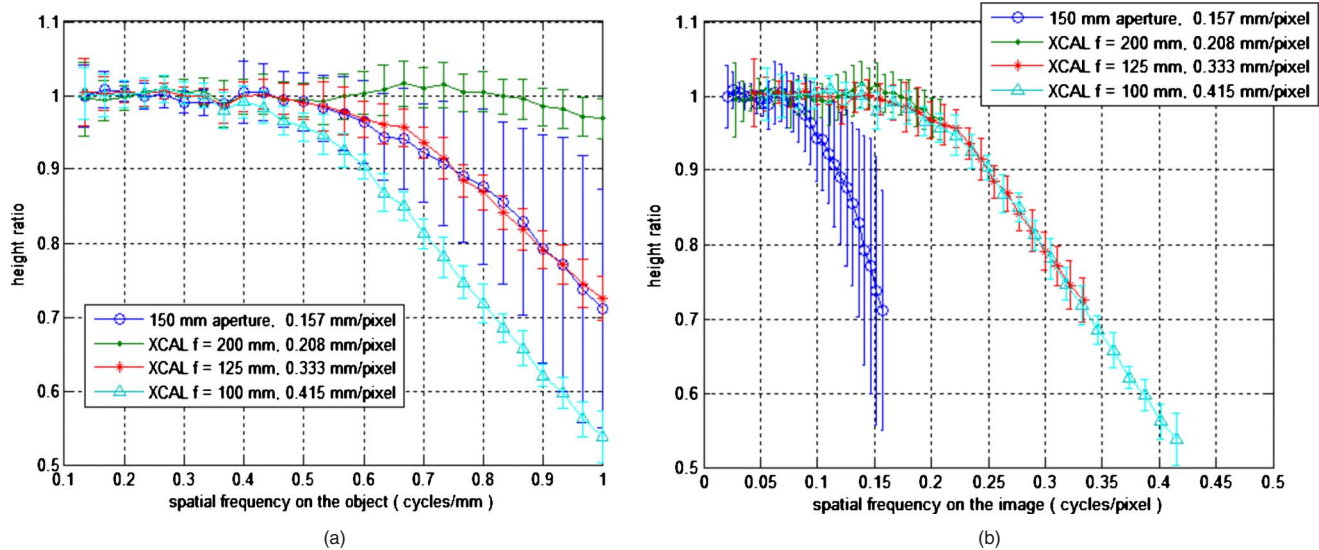 1.1
1
0.9
0.8
0.7
0.6
0.5
0.1 0.2 0.3 0.4 0.5 0.6 0.7 0.8 0.9 1
height ratio
spatial frequency on the object ( cycles/mm )
150 mm aperture, 0.157 mm/pixel
XCAL f = 200 mm, 0.208 mm/pixel
XCAL f = 125 mm, 0.333 mm/pixel
XCAL f = 100 mm, 0.415 mm/pixel
(a)
150 mm aperture, 0.157 mm/pixel
XCAL f = 200 mm, 0.208 mm/pixel
XCAL f = 125 mm, 0.333 mm/pixel
XCAL f = 100 mm, 0.415 mm/pixel
1.1
1
0.9
0.8
0.7
0.6
0.5
0 0.05 0.1 0.15 0.2 0.25 0.3 0.35 0.4 0.45 0.5
height ratio
spatial frequency on the image ( cycles/pixel )
(b)